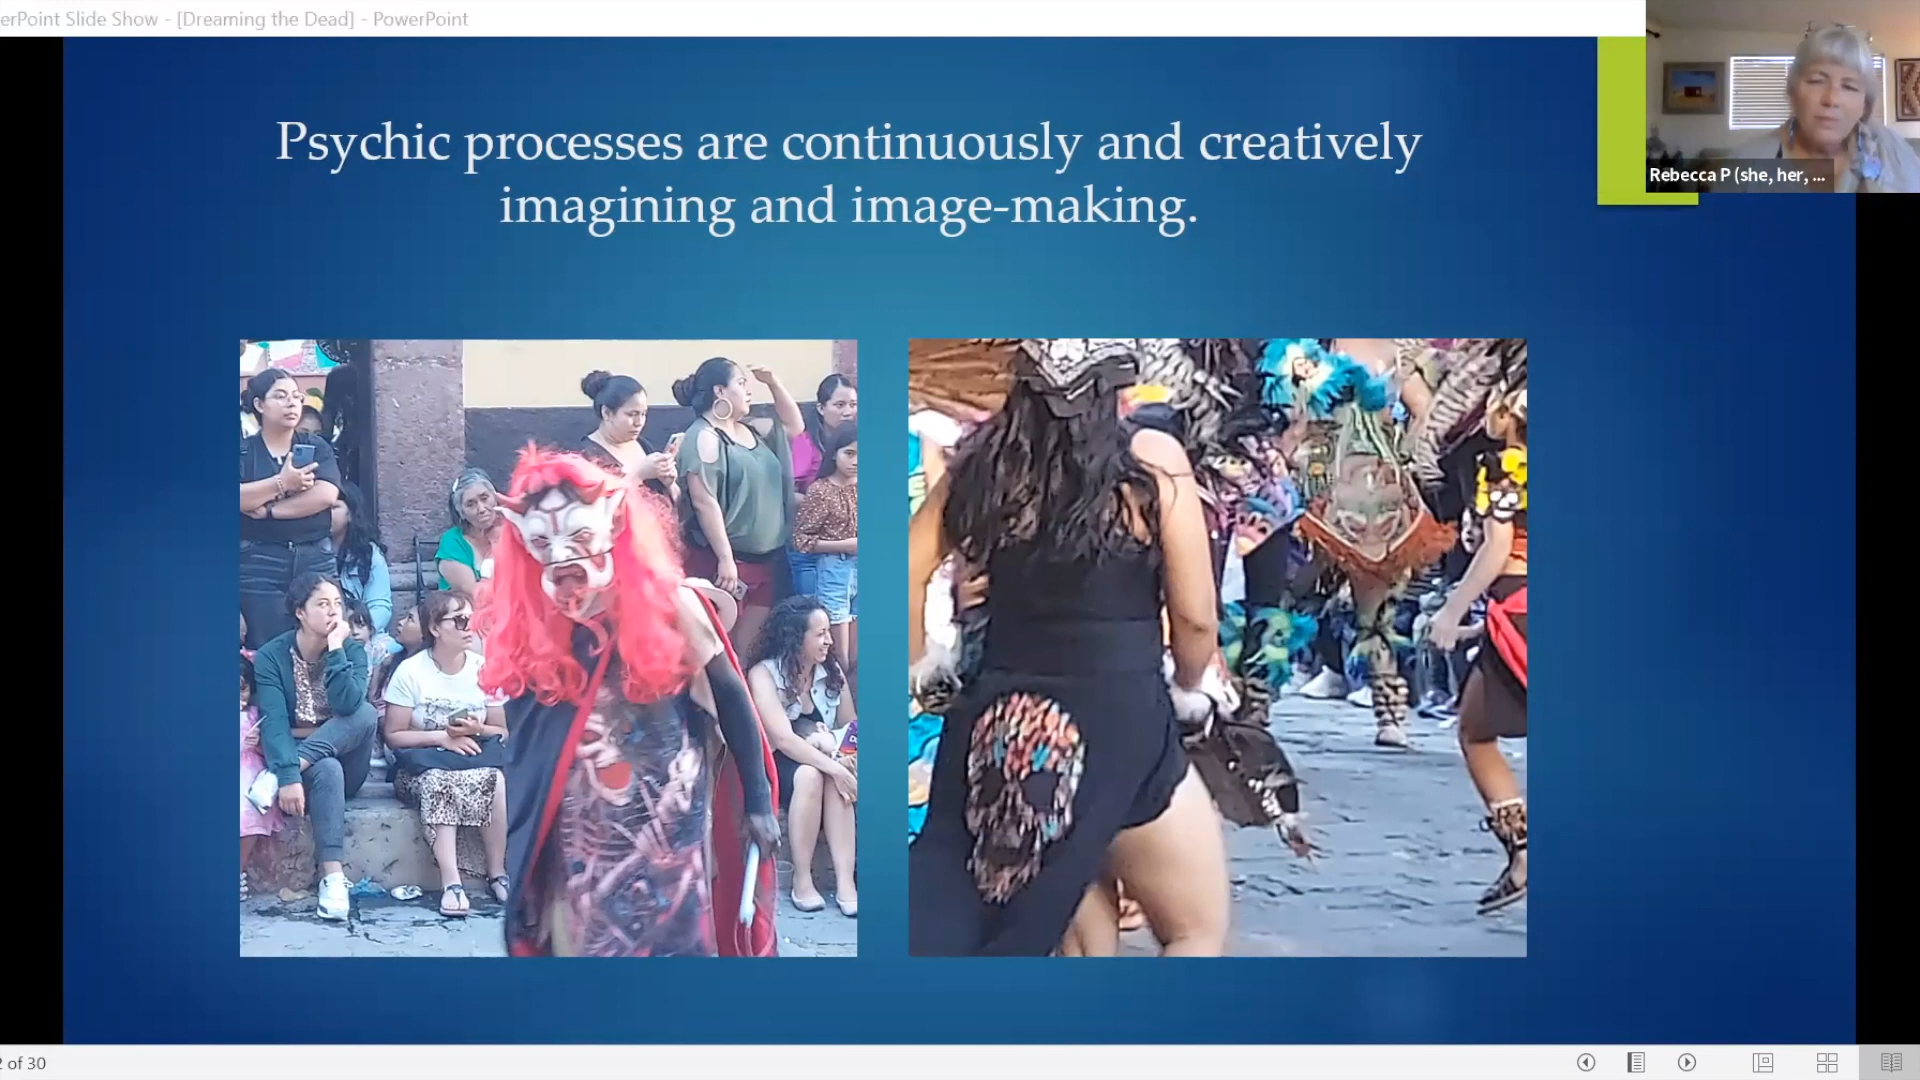 erPoint Slide Show - [Dreaming the Dead] - PowerPoint
Psychic processes are continuously and creatively
imagining and image-making.
Rebecca P (she, her, ...
2 of 30